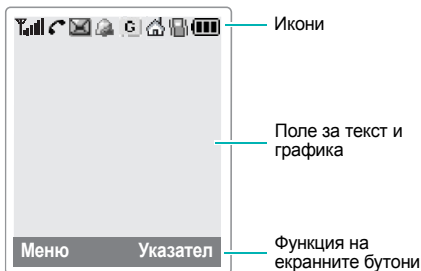 G
Икони
Поле за текст и
графика
Меню Указател
Функция на
екранните бутони